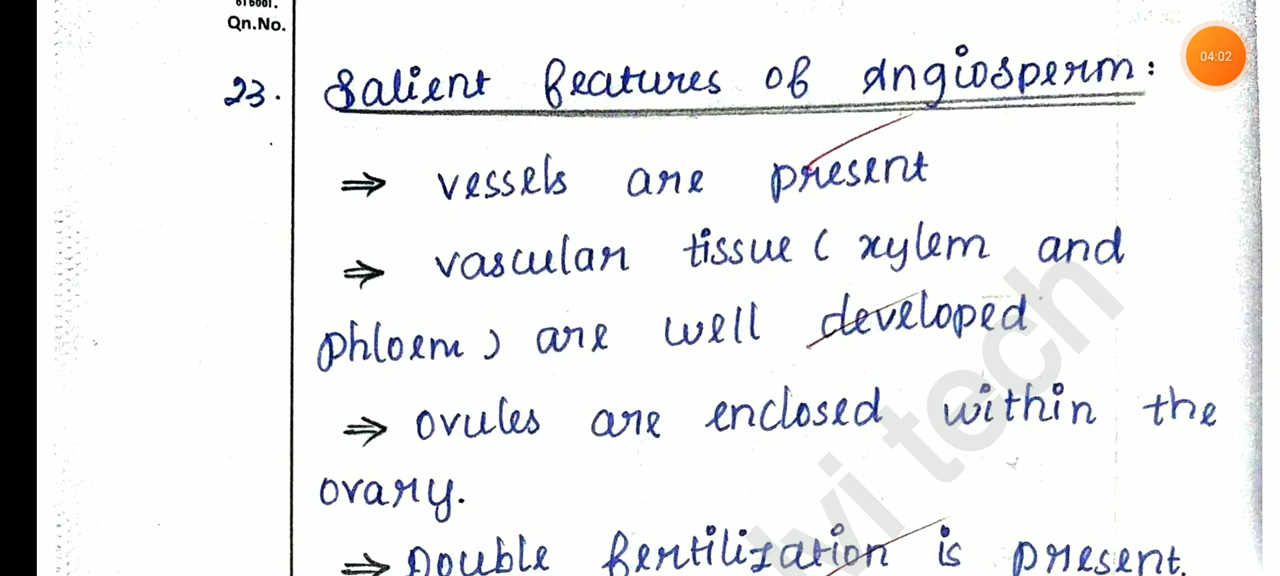 Qn.No.
04:02
23. Salient features of Angiosperm:
⇒ vessels are present
⇒ vascular tissue ( xylem and
phloem ) are well developed
⇒ ovules are enclosed within the
ovary.
⇒ Double fertilization is present.
tech